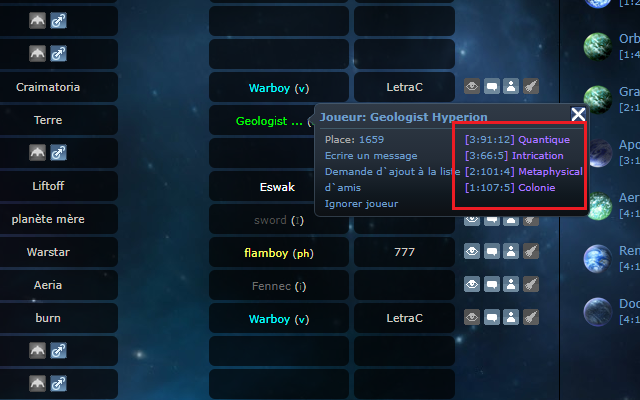 Craimatoria Warboy (v) LetraC
Terre Geologist ... (
Joueur: Geologist Hyperion
Place: 1659
Ecrire un message
Demande d`ajout à la liste
d`amis
Ignorer joueur
[3:91:12] Quantique
[3:66:5] Intrication
[2:101:4] Metaphysical
[1:107:5] Colonie
Liftoff Eswak
planète mère sword (I)
Warstar flamboy (ph) 777
Aeria Fennec (i)
burn Warboy (v) LetraC
[1:2
Orb
[1:4
Gra
[2:1
Apo
[3:1
Aer
[4:1
Ren
[4:1
Doc
[4:1